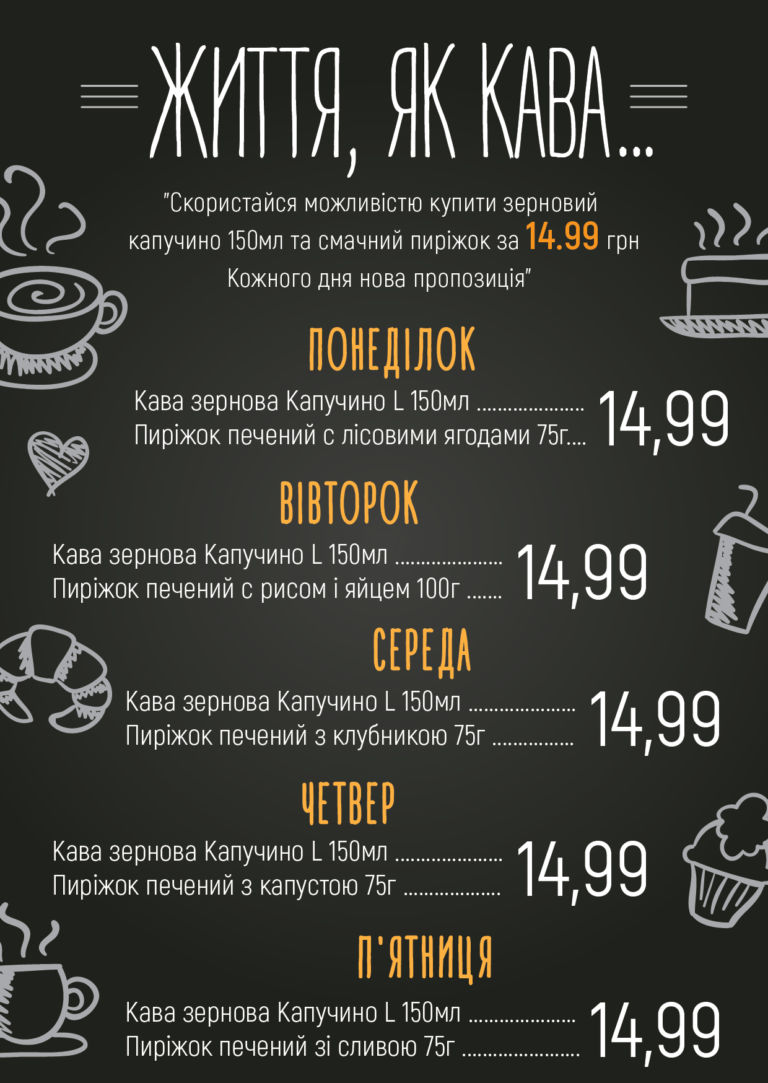 ЖИТТЯ, ЯК КАВА...
"Скористайся можливістю купити зерновий
капучино 150мл та смачний пиріжок за 14.99 грн
Кожного дня нова пропозиція"
ПОНЕДІЛОК
Кава зернова Капучино L 150мл ..................... 14,99
Пиріжок печений с лісовими ягодами 75г....
ВІВТОРОК
Кава зернова Капучино L 150мл ..................... 14,99
Пиріжок печений с рисом і яйцем 100г .......
СЕРЕДА
Кава зернова Капучино L 150мл ..................... 14,99
Пиріжок печений з клубникою 75г ................
ЧЕТВЕР
Кава зернова Капучино L 150мл ..................... 14,99
Пиріжок печений з капустою 75г ...................
П'ЯТНИЦЯ
Кава зернова Капучино L 150мл ..................... 14,99
Пиріжок печений зі сливою 75г .......................